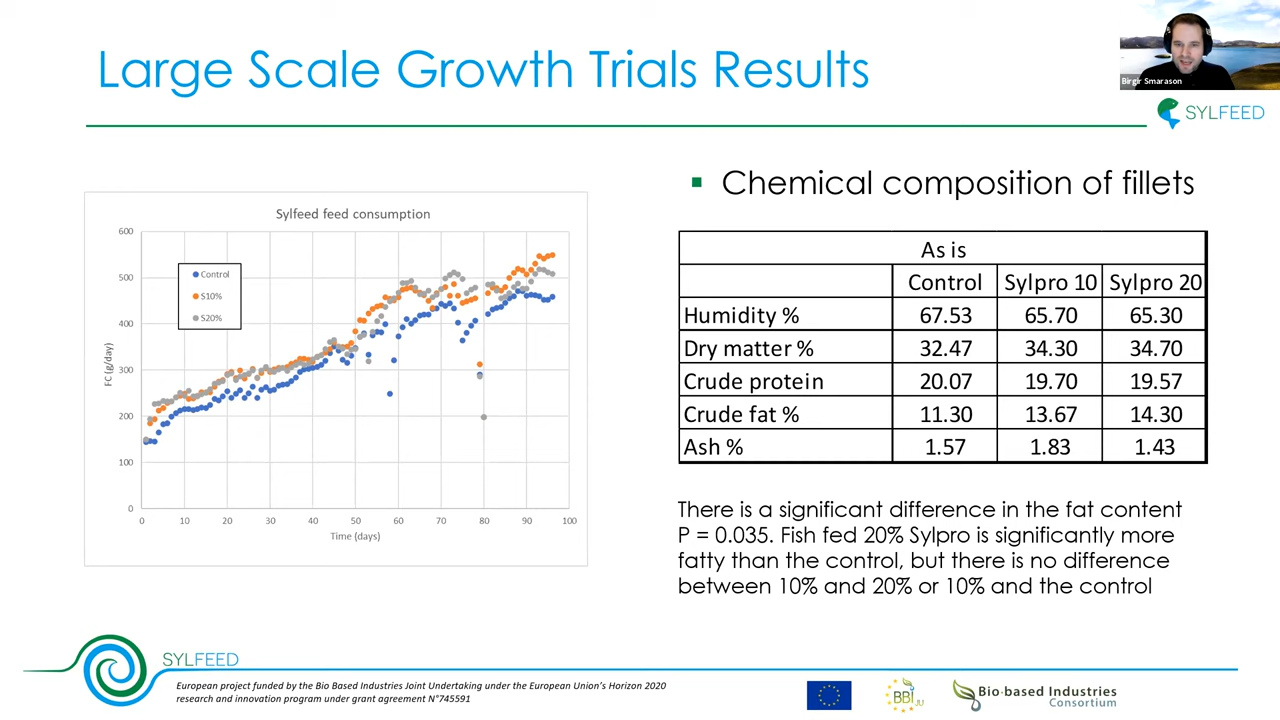 Large Scale Growth Trials Results
Birgir Smarason
SYLFEED
Sylfeed feed consumption
600
500
400
300
200
100
0
Control
S10%
S20%
FC (g/day)
0 10 20 30 40 50 60 70 80 90 100
Time (days)
▪ Chemical composition of fillets
As is
Control Sylpro 10 Sylpro 20
Humidity % 67.53 65.70 65.30
Dry matter % 32.47 34.30 34.70
Crude protein 20.07 19.70 19.57
Crude fat % 11.30 13.67 14.30
Ash % 1.57 1.83 1.43
There is a significant difference in the fat content
P = 0.035. Fish fed 20% Sylpro is significantly more
fatty than the control, but there is no difference
between 10% and 20% or 10% and the control
SYLFEED
European project funded by the Bio Based Industries Joint Undertaking under the European Union's Horizon 2020
research and innovation program under grant agreement N°745591
BBI
JU
Bio-based Industries
Consortium